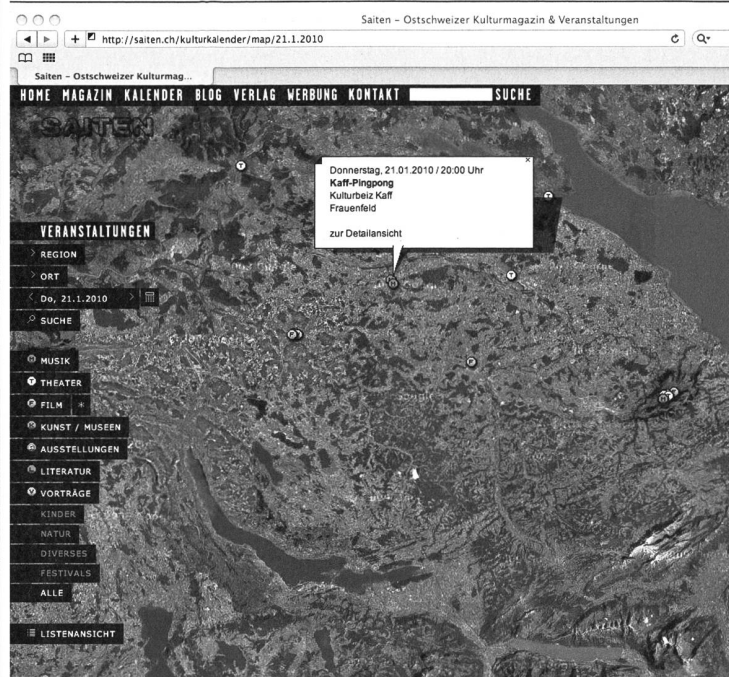 Saiten – Ostschweizer Kulturmagazin & Veranstaltungen
http://saiten.ch/kulturkalender/map/21.1.2010
Saiten – Ostschweizer Kulturmag...
HOME MAGAZIN KALENDER BLOG VERLAG WERBUNG KONTAKT SUCHE
SAITEN
Donnerstag, 21.01.2010 / 20:00 Uhr
Kaff-Pingpong
Kulturbeiz Kaff
Frauenfeld
zur Detailansicht
VERANSTALTUNGEN
REGION
ORT
Do, 21.1.2010
SUCHE
M MUSIK
T THEATER
F FILM
K KUNST / MUSEEN
A AUSSTELLUNGEN
L LITERATUR
V VORTRÄGE
KINDER
NATUR
DIVERSES
FESTIVALS
ALLE
LISTENANSICHT